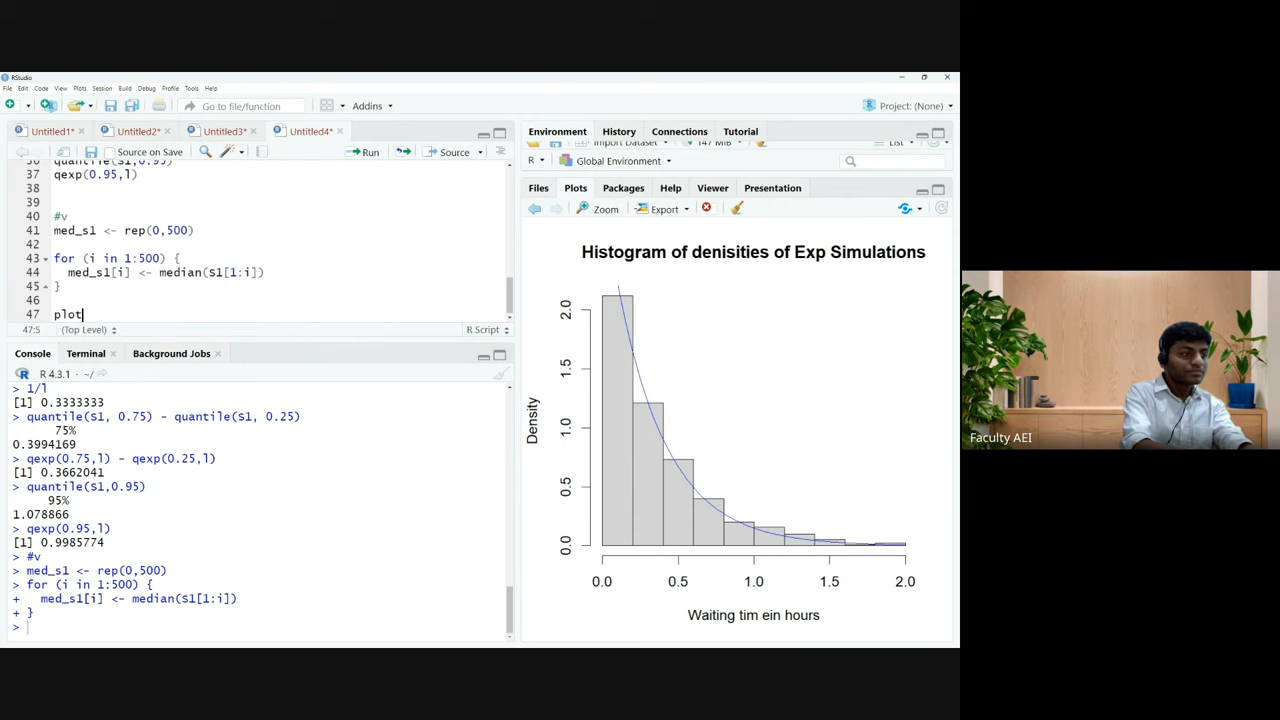 RStudio
File Edit Code View Plots Session Build Debug Profile Tools Help
Go to file/function Addins Project: (None)
Untitled1* Untitled2* Untitled3* Untitled4*
Source on Save Run Source
36 quantile(S1,0.95)
37 qexp(0.95,l)
38
39
40 #v
41 med_s1 <- rep(0,500)
42
43 for (i in 1:500) {
44 med_s1[i] <- median(S1[1:i])
45 }
46
47 plot
47:5 (Top Level) R Script
Console Terminal Background Jobs
R 4.3.1 · ~/
> 1/l
[1] 0.3333333
> quantile(S1, 0.75) - quantile(S1, 0.25)
75%
0.3994169
> qexp(0.75,l) - qexp(0.25,l)
[1] 0.3662041
> quantile(S1,0.95)
95%
1.078866
> qexp(0.95,l)
[1] 0.9985774
> #v
> med_s1 <- rep(0,500)
> for (i in 1:500) {
+ med_s1[i] <- median(S1[1:i])
+ }
>
Environment History Connections Tutorial
Import Dataset 147 MiB List
R Global Environment
Files Plots Packages Help Viewer Presentation
Zoom Export
Histogram of denisities of Exp Simulations
Density
2.0
1.5
1.0
0.5
0.0
0.0 0.5 1.0 1.5 2.0
Waiting tim ein hours
Faculty AEI